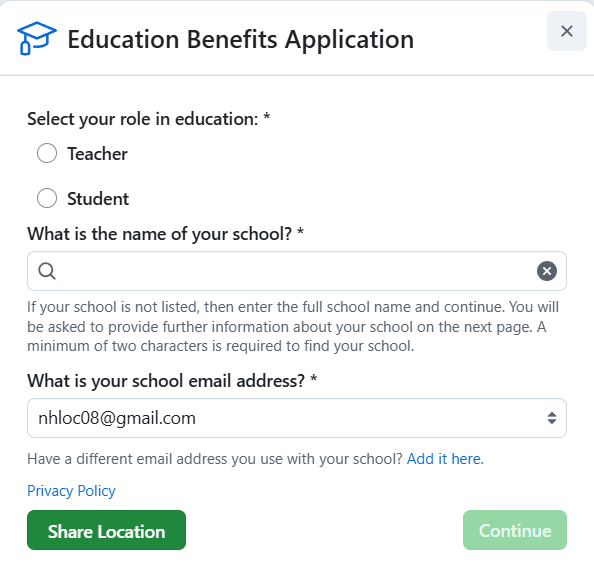 Education Benefits Application
Select your role in education: *
Teacher
Student
What is the name of your school? *
If your school is not listed, then enter the full school name and continue. You will
be asked to provide further information about your school on the next page. A
minimum of two characters is required to find your school.
What is your school email address? *
nhloc08@gmail.com
Have a different email address you use with your school? Add it here.
Privacy Policy
Share Location
Continue